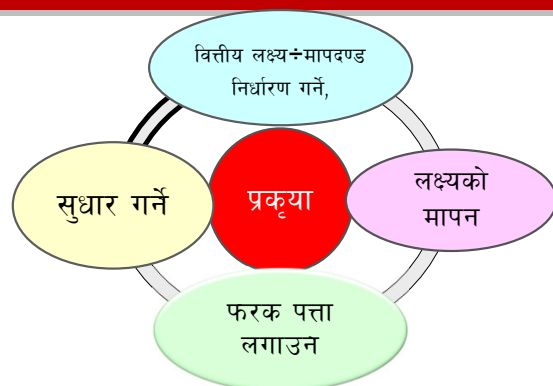 वित्तीय लक्ष्य÷मापदण्ड
निर्धारण गर्ने,
सुधार गर्ने
प्रकृया
लक्ष्यको
मापन
फरक पत्ता
लगाउन